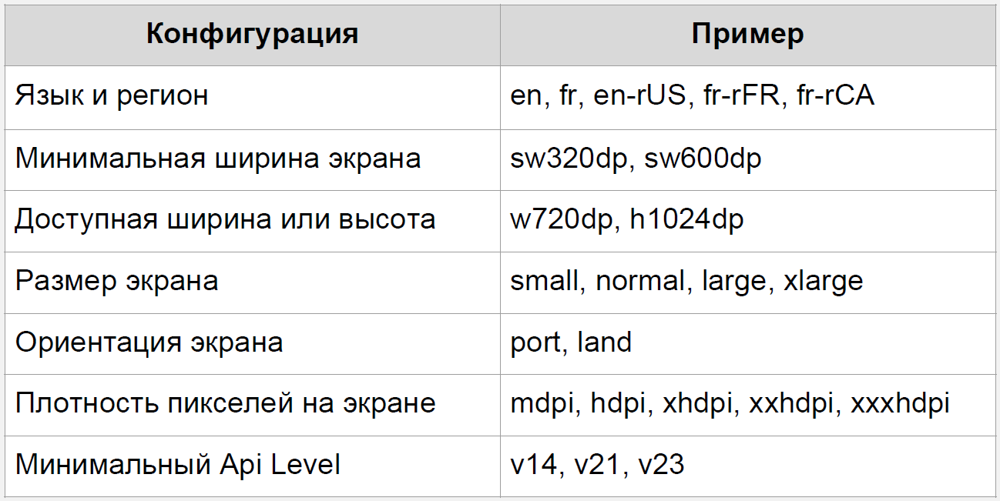 Конфигурация Пример
Язык и регион en, fr, en-rUS, fr-rFR, fr-rCA
Минимальная ширина экрана sw320dp, sw600dp
Доступная ширина или высота w720dp, h1024dp
Размер экрана small, normal, large, xlarge
Ориентация экрана port, land
Плотность пикселей на экране mdpi, hdpi, xhdpi, xxhdpi, xxxhdpi
Минимальный Api Level v14, v21, v23